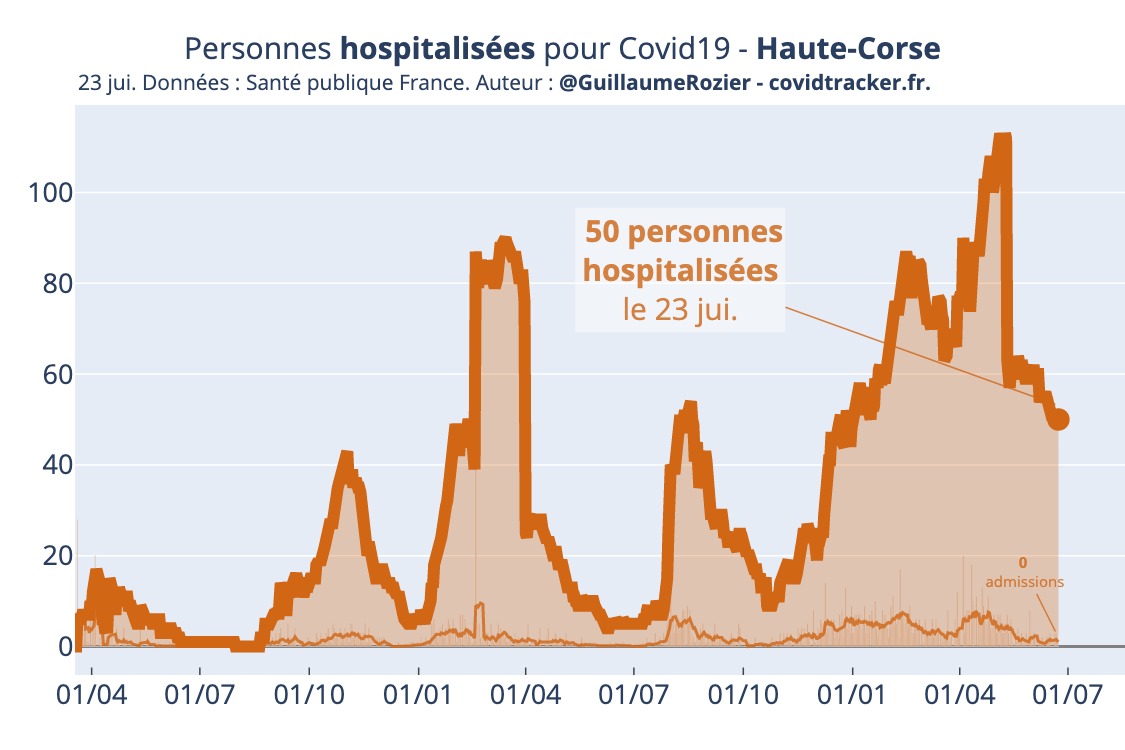 Personnes hospitalisées pour Covid19 - Haute-Corse
23 jui. Données : Santé publique France. Auteur : @GuillaumeRozier - covidtracker.fr.
100
80
60
40
20
0
50 personnes
hospitalisées
le 23 jui.
0
admissions
01/04 01/07 01/10 01/01 01/04 01/07 01/10 01/01 01/04 01/07